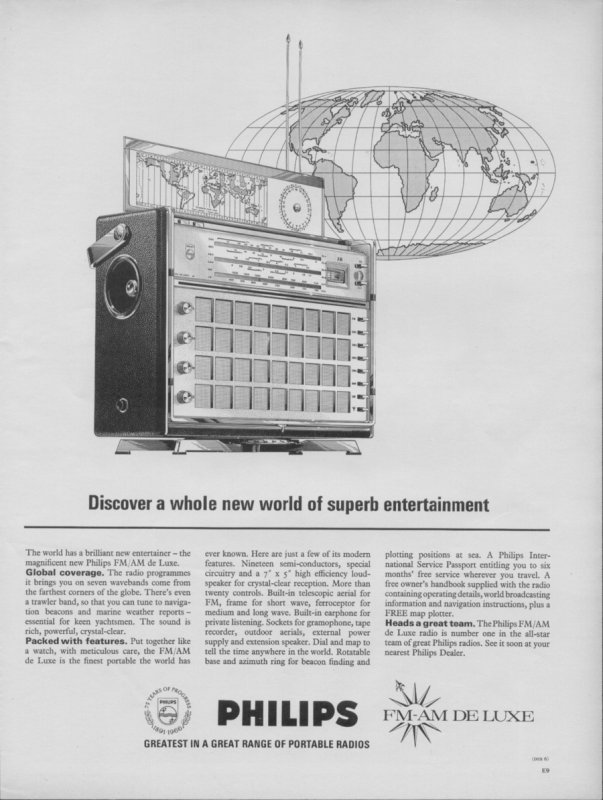 Discover a whole new world of superb entertainment
The world has a brilliant new entertainer – the
magnificent new Philips FM/AM de Luxe.
Global coverage. The radio programmes
it brings you on seven wavebands come from
the farthest corners of the globe. There's even
a trawler band, so that you can tune to naviga-
tion beacons and marine weather reports –
essential for keen yachtsmen. The sound is
rich, powerful, crystal-clear.
Packed with features. Put together like
a watch, with meticulous care, the FM/AM
de Luxe is the finest portable the world has
ever known. Here are just a few of its modern
features. Nineteen semi-conductors, special
circuitry and a 7" x 5" high efficiency loud-
speaker for crystal-clear reception. More than
twenty controls. Built-in telescopic aerial for
FM, frame for short wave, ferroceptor for
medium and long wave. Built-in earphone for
private listening. Sockets for gramophone, tape
recorder, outdoor aerials, external power
supply and extension speaker. Dial and map to
tell the time anywhere in the world. Rotatable
base and azimuth ring for beacon finding and
plotting positions at sea. A Philips Inter-
national Service Passport entitling you to six
months' free service wherever you travel. A
free owner's handbook supplied with the radio
containing operating details, world broadcasting
information and navigation instructions, plus a
FREE map plotter.
Heads a great team. The Philips FM/AM
de Luxe radio is number one in the all-star
team of great Philips radios. See it soon at your
nearest Philips Dealer.
75 YEARS OF PROGRESS
PHILIPS
1891-1966
PHILIPS
FM-AM DE LUXE
GREATEST IN A GREAT RANGE OF PORTABLE RADIOS
E9